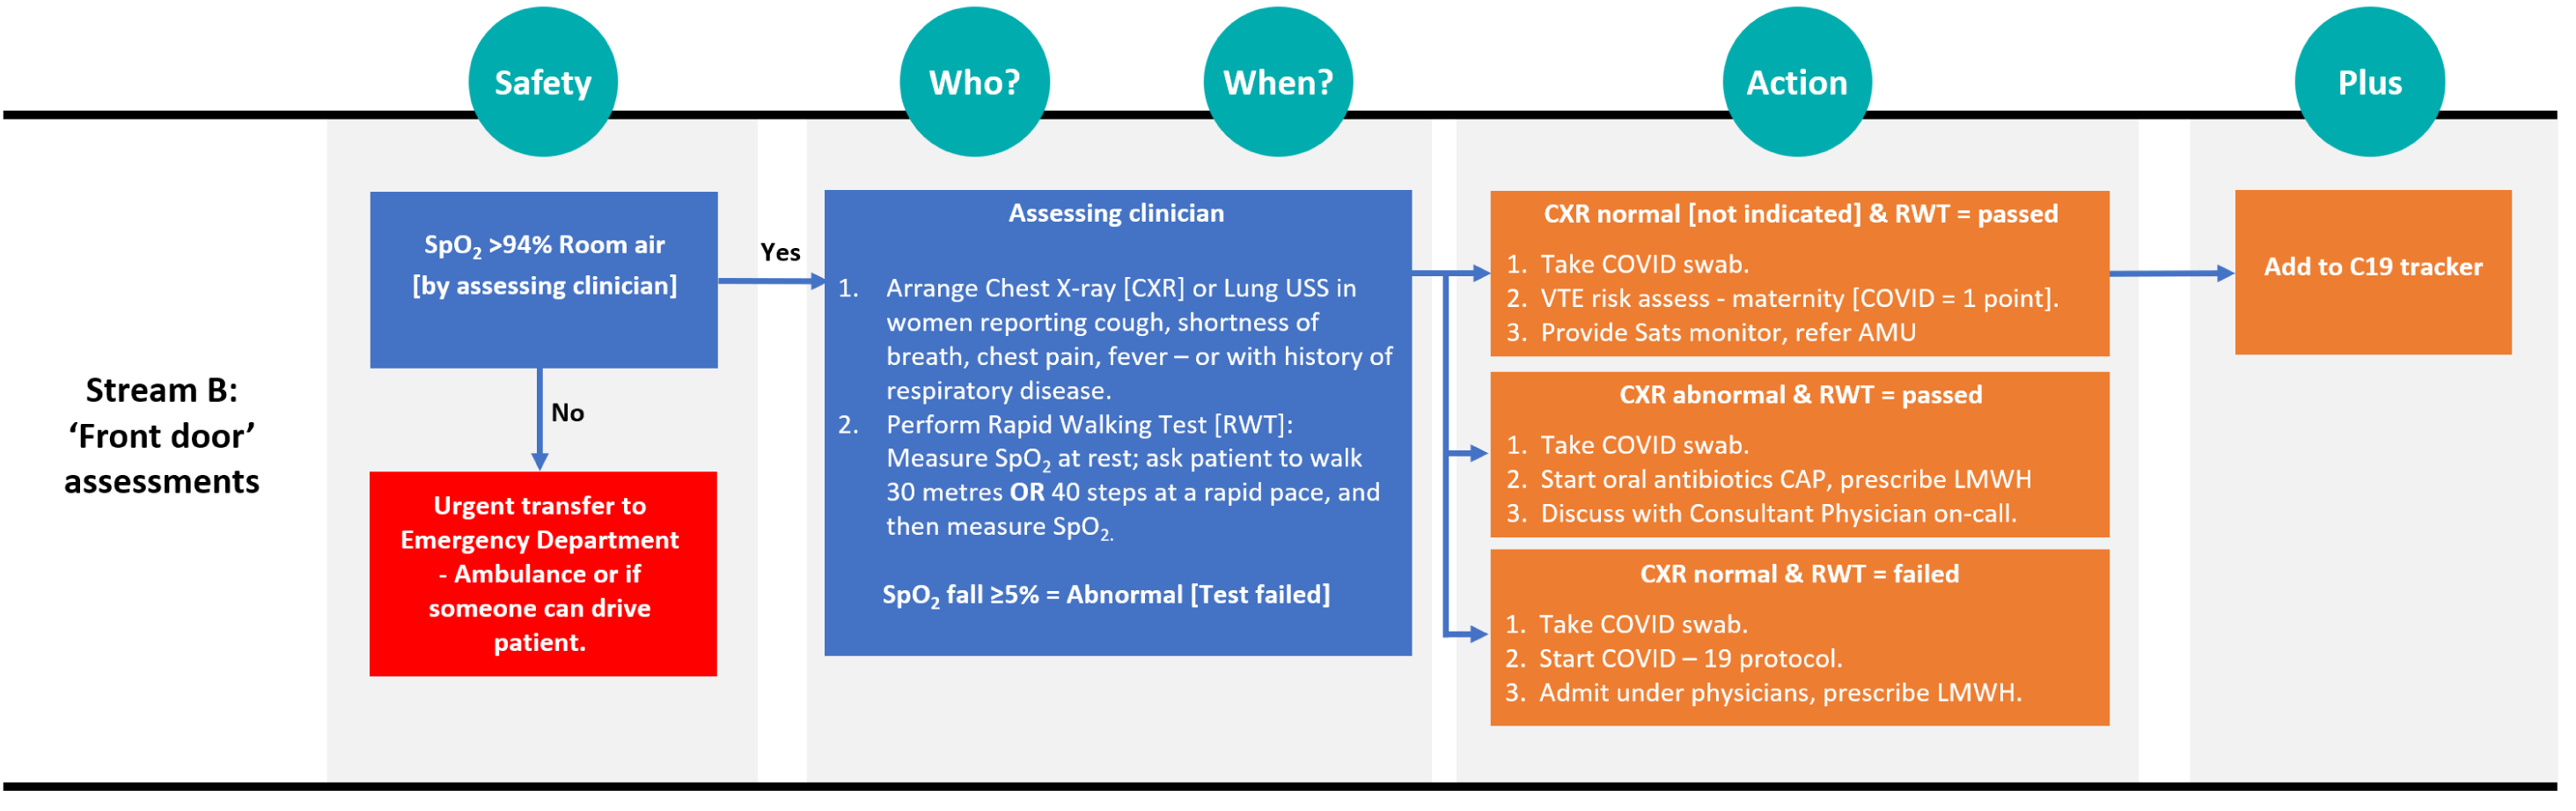 Safety
Who?
When?
Action
Plus
Stream B:
‘Front door’
assessments
SpO₂ >94% Room air
[by assessing clinician]
Yes
No
Urgent transfer to
Emergency Department
- Ambulance or if
someone can drive
patient.
Assessing clinician
1. Arrange Chest X-ray [CXR] or Lung USS in
women reporting cough, shortness of
breath, chest pain, fever – or with history of
respiratory disease.
2. Perform Rapid Walking Test [RWT]:
Measure SpO₂ at rest; ask patient to walk
30 metres OR 40 steps at a rapid pace, and
then measure SpO₂.
SpO₂ fall ≥5% = Abnormal [Test failed]
CXR normal [not indicated] & RWT = passed
1. Take COVID swab.
2. VTE risk assess - maternity [COVID = 1 point].
3. Provide Sats monitor, refer AMU
CXR abnormal & RWT = passed
1. Take COVID swab.
2. Start oral antibiotics CAP, prescribe LMWH
3. Discuss with Consultant Physician on-call.
CXR normal & RWT = failed
1. Take COVID swab.
2. Start COVID – 19 protocol.
3. Admit under physicians, prescribe LMWH.
Add to C19 tracker